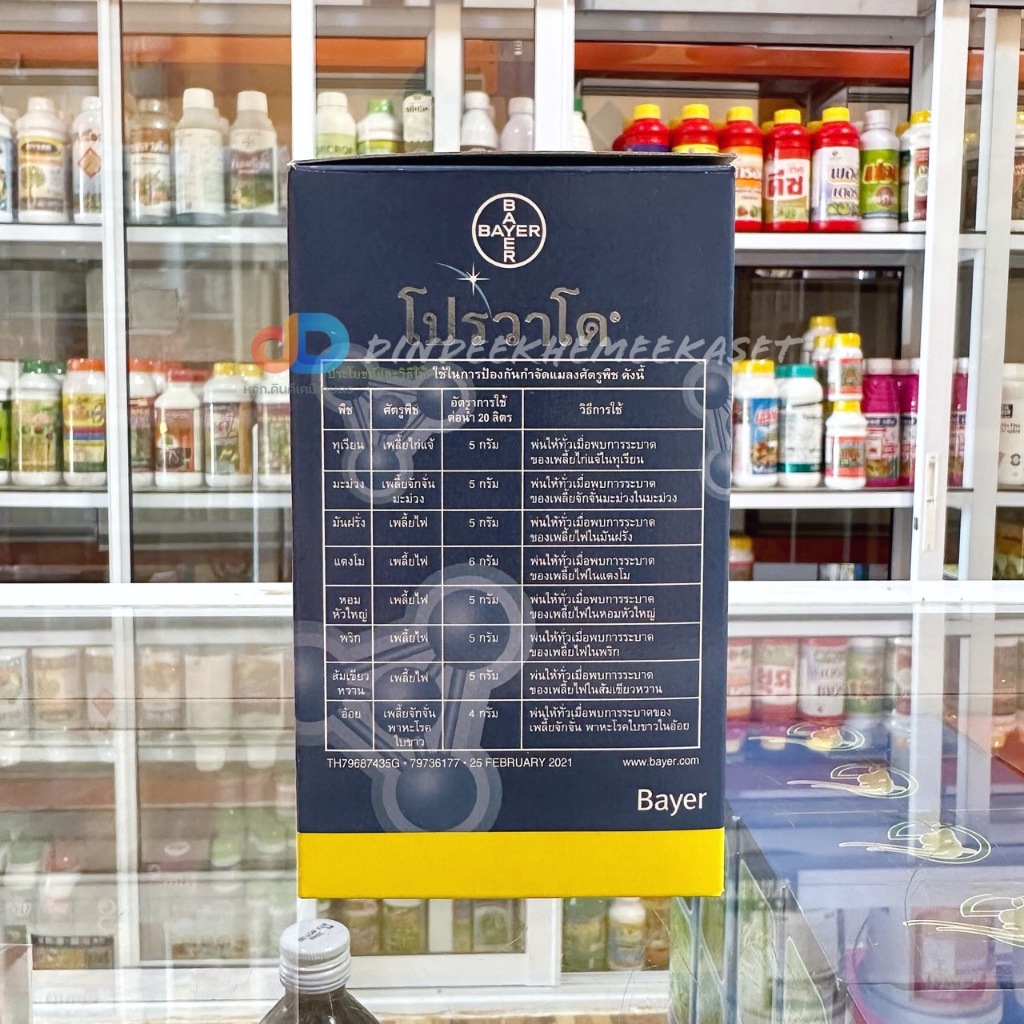 BAYER
BAYER
โปรวาโด
DINDEEKHEMEEKASET
ประโยชน์และวิธีใช้ ใช้ในการป้องกันกำจัดแมลงศัตรูพืช ดังนี้
พืช ศัตรูพืช อัตราการใช้ ต่อน้ำ 20 ลิตร วิธีการใช้
ทุเรียน เพลี้ยไก่แจ้ 5 กรัม พ่นให้ทั่วเมื่อพบการระบาด
ของเพลี้ยไก่แจ้ในทุเรียน
มะม่วง เพลี้ยจักจั่น 5 กรัม พ่นให้ทั่วเมื่อพบการระบาด
มะม่วง ของเพลี้ยจักจั่นมะม่วงในมะม่วง
มันฝรั่ง เพลี้ยไฟ 5 กรัม พ่นให้ทั่วเมื่อพบการระบาด
ของเพลี้ยไฟในมันฝรั่ง
แตงโม เพลี้ยไฟ 6 กรัม พ่นให้ทั่วเมื่อพบการระบาด
ของเพลี้ยไฟในแตงโม
หอม เพลี้ยไฟ 5 กรัม พ่นให้ทั่วเมื่อพบการระบาด
หัวใหญ่ ของเพลี้ยไฟในหอมหัวใหญ่
พริก เพลี้ยไฟ 5 กรัม พ่นให้ทั่วเมื่อพบการระบาด
ของเพลี้ยไฟในพริก
ส้มเขียว เพลี้ยไฟ 5 กรัม พ่นให้ทั่วเมื่อพบการระบาด
หวาน ของเพลี้ยไฟในส้มเขียวหวาน
อ้อย เพลี้ยจักจั่น 4 กรัม พ่นให้ทั่วเมื่อพบการระบาดของ
พาหะโรค เพลี้ยจักจั่น พาหะโรคใบขาวในอ้อย
ใบขาว
TH79687435G • 79736177 • 25 FEBRUARY 2021 www.bayer.com
Bayer